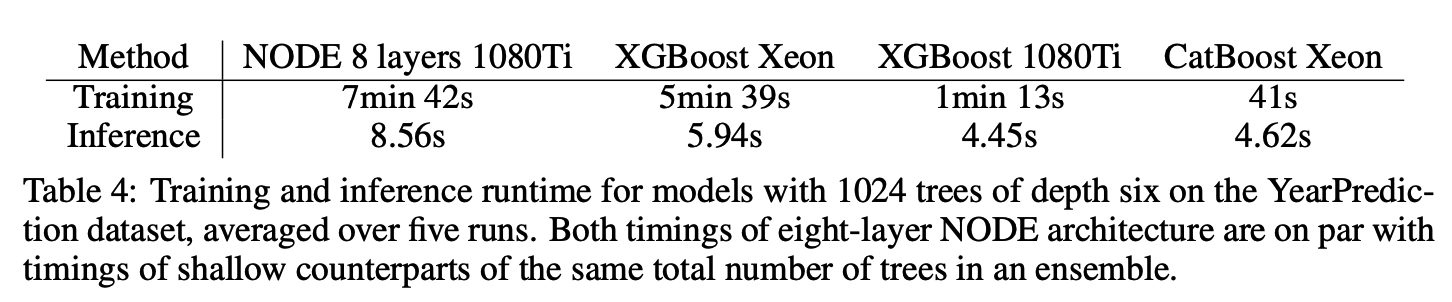 Method NODE 8 layers 1080Ti XGBoost Xeon XGBoost 1080Ti CatBoost Xeon
Training 7min 42s 5min 39s 1min 13s 41s
Inference 8.56s 5.94s 4.45s 4.62s
Table 4: Training and inference runtime for models with 1024 trees of depth six on the YearPredic-
tion dataset, averaged over five runs. Both timings of eight-layer NODE architecture are on par with
timings of shallow counterparts of the same total number of trees in an ensemble.